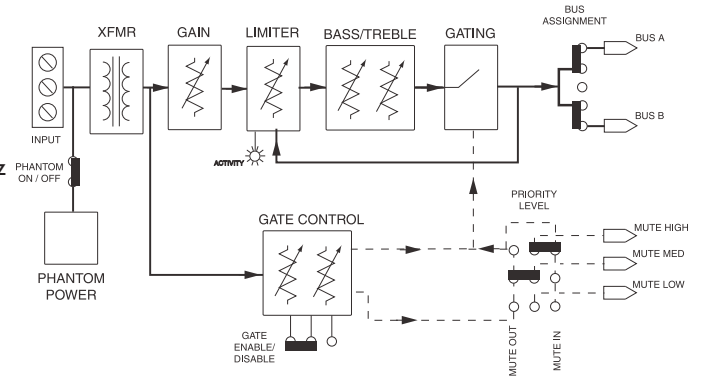 BUS
ASSIGNMENT
XFMR
GAIN
LIMITER
BASS/TREBLE
GATING
BUS A
BUS B
INPUT
ACTIVITY
Z
PHANTOM
ON / OFF
PHANTOM
POWER
GATE CONTROL
GATE
ENABLE/
DISABLE
PRIORITY
LEVEL
MUTE HIGH
MUTE MED
MUTE LOW
MUTE OUT
MUTE IN